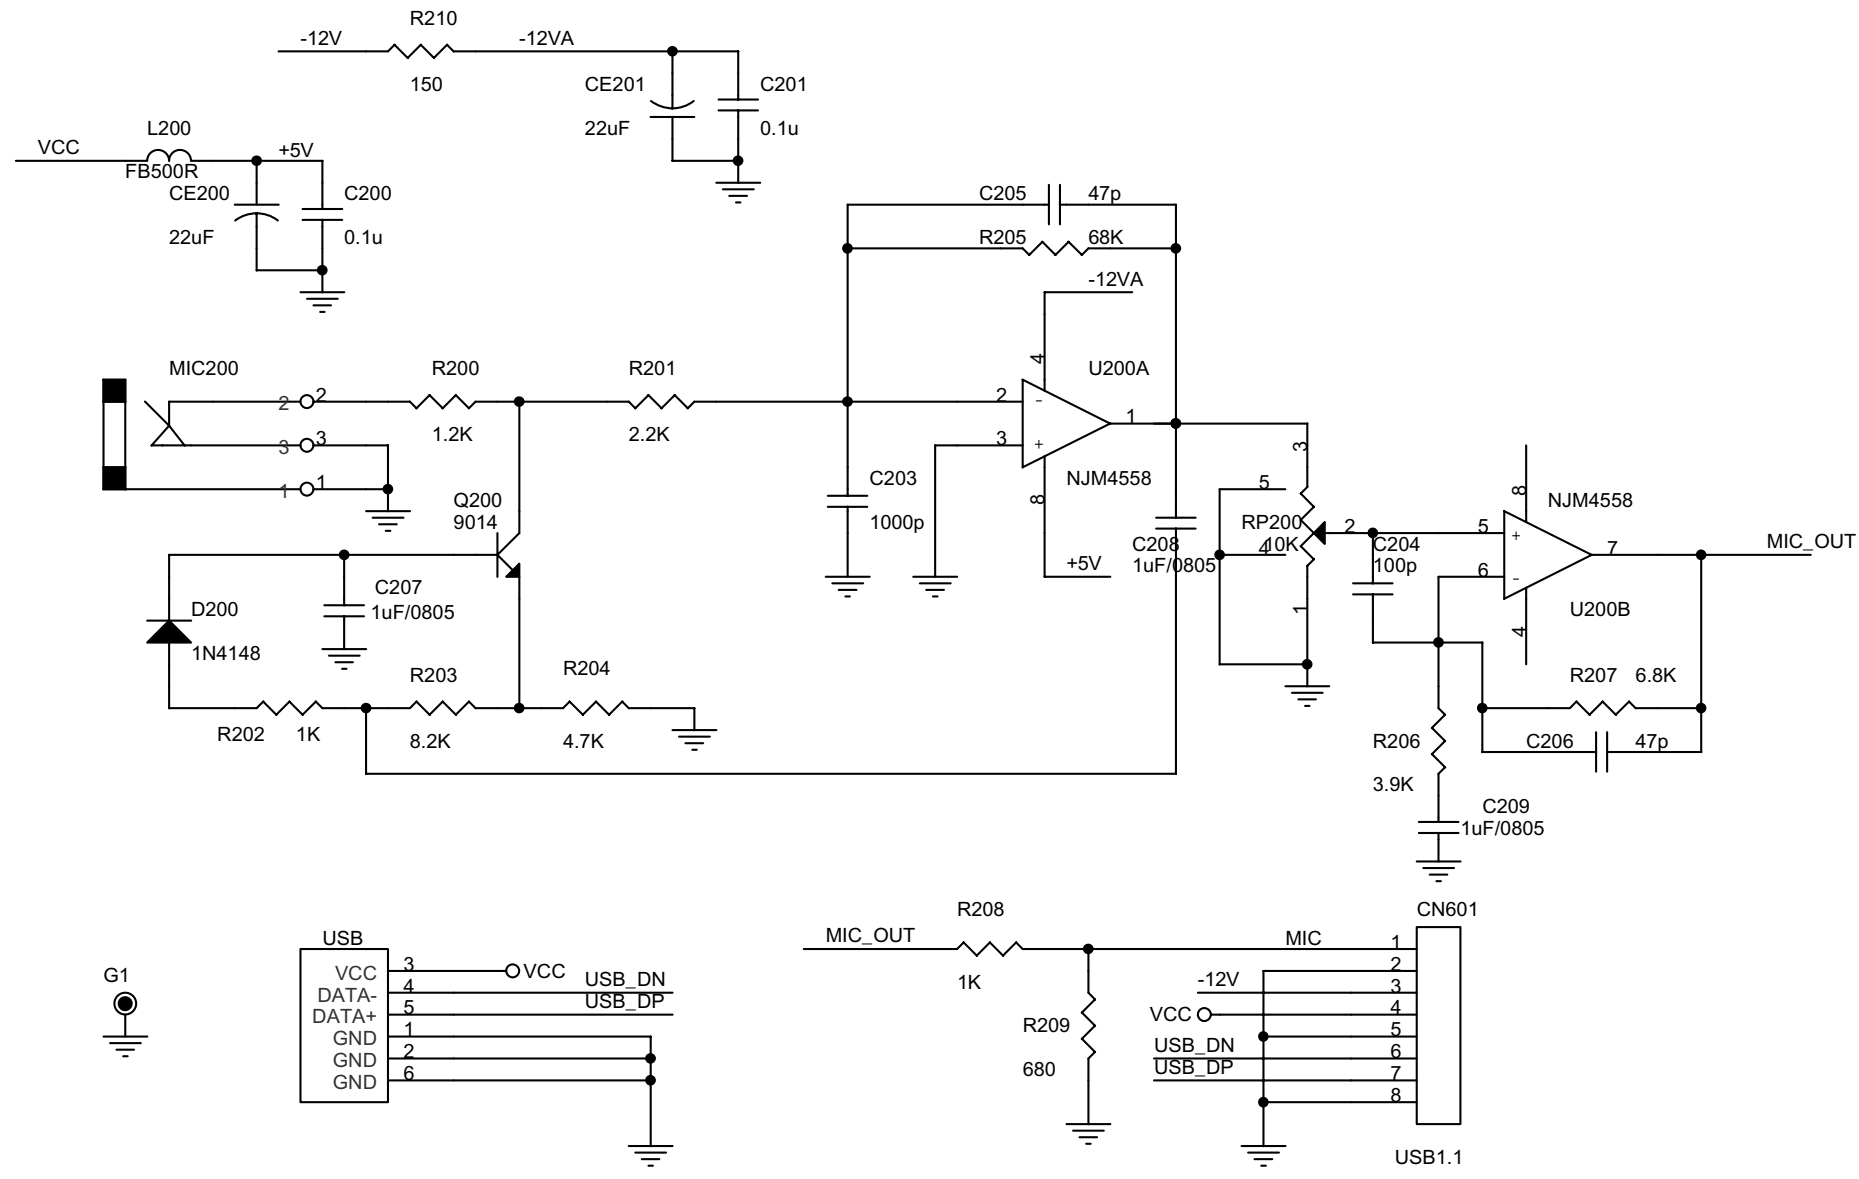 R210
-12V
-12VA
150
CE201
22uF
C201
0.1u
L200
VCC
+5V
FB500R
CE200
22uF
C200
0.1u
C205
47p
R205
68K
-12VA
4
MIC200
R200
R201
U200A
2
2
1.2K
2.2K
2
-
1
3
3
3
+
3
1
1
Q200
9014
C203
1000p
8
NJM4558
+5V
C208
1uF/0805
5
RP200
10K
4
2
1
C204
100p
8
NJM4558
5
+
6
-
7
MIC_OUT
U200B
4
D200
1N4148
C207
1uF/0805
R202
1K
R203
8.2K
R204
4.7K
R207
6.8K
C206
47p
R206
3.9K
C209
1uF/0805
G1
USB
VCC
3
VCC
DATA-
4
USB_DN
DATA+
5
USB_DP
GND
1
GND
2
GND
6
MIC_OUT
R208
1K
R209
680
CN601
MIC
1
2
-12V
3
VCC
4
5
USB_DN
6
USB_DP
7
8
USB1.1